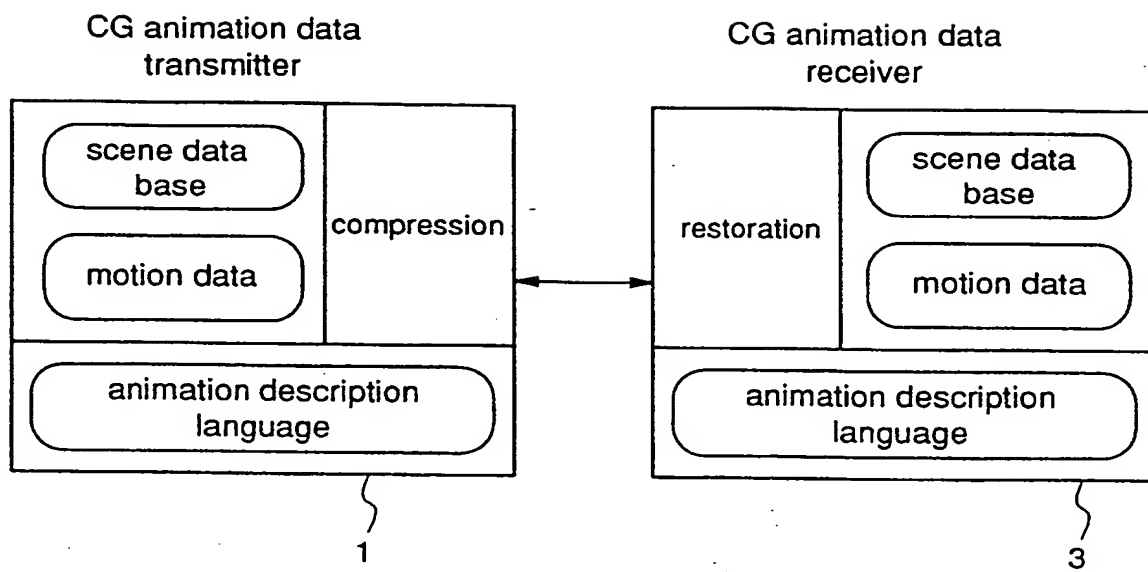 CG animation data
transmitter
scene data
base
motion data
compression
animation description
language
1
CG animation data
receiver
restoration
scene data
base
motion data
animation description
language
3